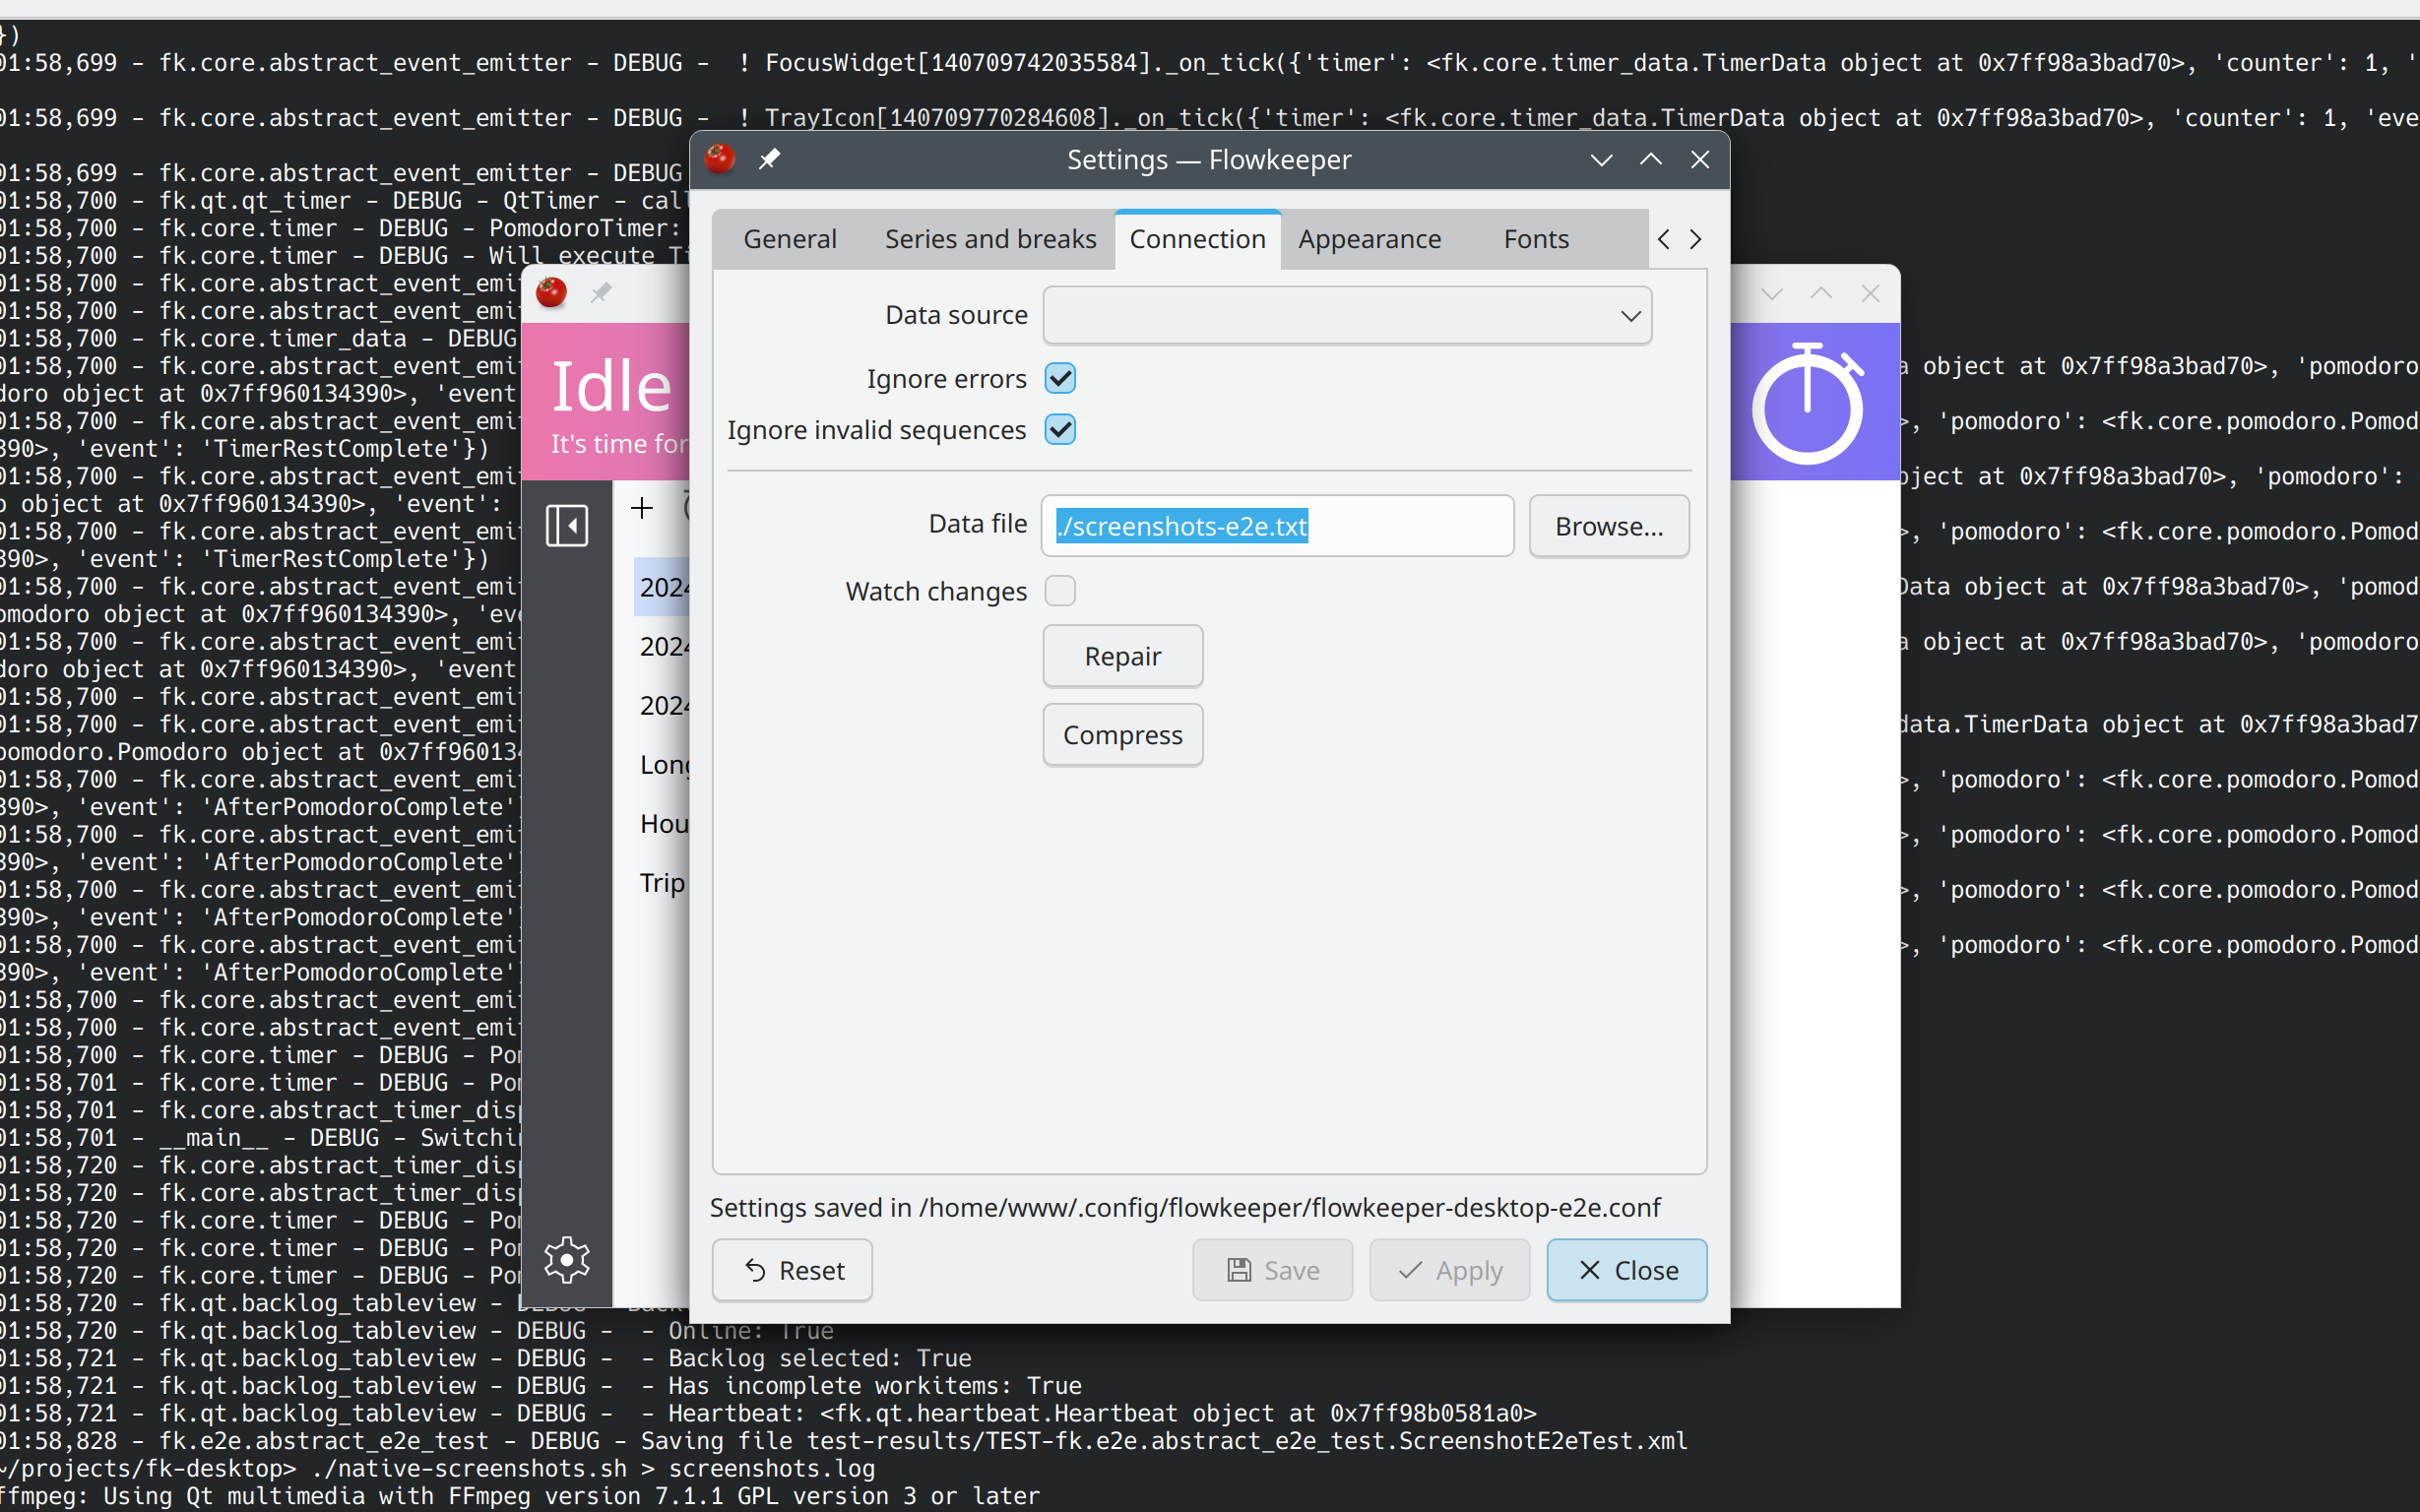 })
01:58,699 - fk.core.abstract_event_emitter - DEBUG -  ! FocusWidget[140709742035584]._on_tick({'timer': <fk.core.timer_data.TimerData object at 0x7ff98a3bad70>, 'counter': 1, '
01:58,699 - fk.core.abstract_event_emitter - DEBUG -  ! TrayIcon[140709770284608]._on_tick({'timer': <fk.core.timer_data.TimerData object at 0x7ff98a3bad70>, 'counter': 1, 'eve
01:58,699 - fk.core.abstract_event_emitter - DEBUG
01:58,700 - fk.qt.qt_timer - DEBUG - QtTimer - call
01:58,700 - fk.core.timer - DEBUG - PomodoroTimer:
01:58,700 - fk.core.timer - DEBUG - Will execute Ti
01:58,700 - fk.core.abstract_event_emi
01:58,700 - fk.core.abstract_event_emi
01:58,700 - fk.core.timer_data - DEBUG
01:58,700 - fk.core.abstract_event_emi
a object at 0x7ff98a3bad70>, 'pomodoro
doro object at 0x7ff960134390>, 'event
01:58,700 - fk.core.abstract_event_emi
>, 'pomodoro': <fk.core.pomodoro.Pomod
390>, 'event': 'TimerRestComplete'})
01:58,700 - fk.core.abstract_event_emi
bject at 0x7ff98a3bad70>, 'pomodoro':
o object at 0x7ff960134390>, 'event':
01:58,700 - fk.core.abstract_event_emi
>, 'pomodoro': <fk.core.pomodoro.Pomod
390>, 'event': 'TimerRestComplete'})
01:58,700 - fk.core.abstract_event_emi
Data object at 0x7ff98a3bad70>, 'pomod
omodoro object at 0x7ff960134390>, 'eve
01:58,700 - fk.core.abstract_event_emi
a object at 0x7ff98a3bad70>, 'pomodoro
doro object at 0x7ff960134390>, 'event
01:58,700 - fk.core.abstract_event_emi
01:58,700 - fk.core.abstract_event_emi
data.TimerData object at 0x7ff98a3bad7
pomodoro.Pomodoro object at 0x7ff960134
01:58,700 - fk.core.abstract_event_emi
>, 'pomodoro': <fk.core.pomodoro.Pomod
390>, 'event': 'AfterPomodoroComplete'
01:58,700 - fk.core.abstract_event_emi
>, 'pomodoro': <fk.core.pomodoro.Pomod
390>, 'event': 'AfterPomodoroComplete'
01:58,700 - fk.core.abstract_event_emi
>, 'pomodoro': <fk.core.pomodoro.Pomod
390>, 'event': 'AfterPomodoroComplete'
01:58,700 - fk.core.abstract_event_emi
>, 'pomodoro': <fk.core.pomodoro.Pomod
390>, 'event': 'AfterPomodoroComplete'
01:58,700 - fk.core.abstract_event_emi
01:58,700 - fk.core.abstract_event_emi
01:58,700 - fk.core.timer - DEBUG - Pom
01:58,701 - fk.core.timer - DEBUG - Pom
01:58,701 - fk.core.abstract_timer_disp
01:58,701 - __main__ - DEBUG - Switchin
01:58,720 - fk.core.abstract_timer_disp
01:58,720 - fk.core.abstract_timer_disp
01:58,720 - fk.core.timer - DEBUG - Pom
01:58,720 - fk.core.timer - DEBUG - Pom
01:58,720 - fk.core.timer - DEBUG - Pom
01:58,720 - fk.qt.backlog_tableview - DEBUG - Back
01:58,720 - fk.qt.backlog_tableview - DEBUG -  - Online: True
01:58,721 - fk.qt.backlog_tableview - DEBUG -  - Backlog selected: True
01:58,721 - fk.qt.backlog_tableview - DEBUG -  - Has incomplete workitems: True
01:58,721 - fk.qt.backlog_tableview - DEBUG -  - Heartbeat: <fk.qt.heartbeat.Heartbeat object at 0x7ff98b0581a0>
01:58,828 - fk.e2e.abstract_e2e_test - DEBUG - Saving file test-results/TEST-fk.e2e.abstract_e2e_test.ScreenshotE2eTest.xml
~/projects/fk-desktop> ./native-screenshots.sh > screenshots.log
ffmpeg: Using Qt multimedia with FFmpeg version 7.1.1 GPL version 3 or later
Idle
It's time for
2024
2024
2024
Long
Hou
Trip
Settings — Flowkeeper
General
Series and breaks
Connection
Appearance
Fonts
Data source
Ignore errors
Ignore invalid sequences
Data file
./screenshots-e2e.txt
Browse...
Watch changes
Repair
Compress
Settings saved in /home/www/.config/flowkeeper/flowkeeper-desktop-e2e.conf
Reset
Save
Apply
Close